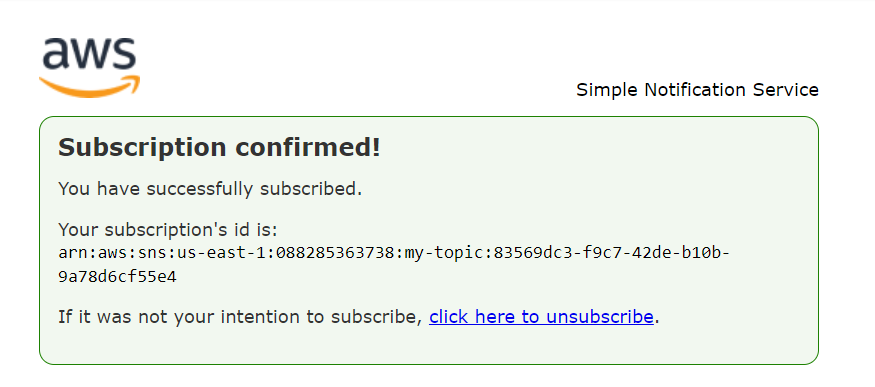 aws
Simple Notification Service
Subscription confirmed!
You have successfully subscribed.
Your subscription's id is:
arn:aws:sns:us-east-1:088285363738:my-topic:83569dc3-f9c7-42de-b10b-
9a78d6cf55e4
If it was not your intention to subscribe, click here to unsubscribe.